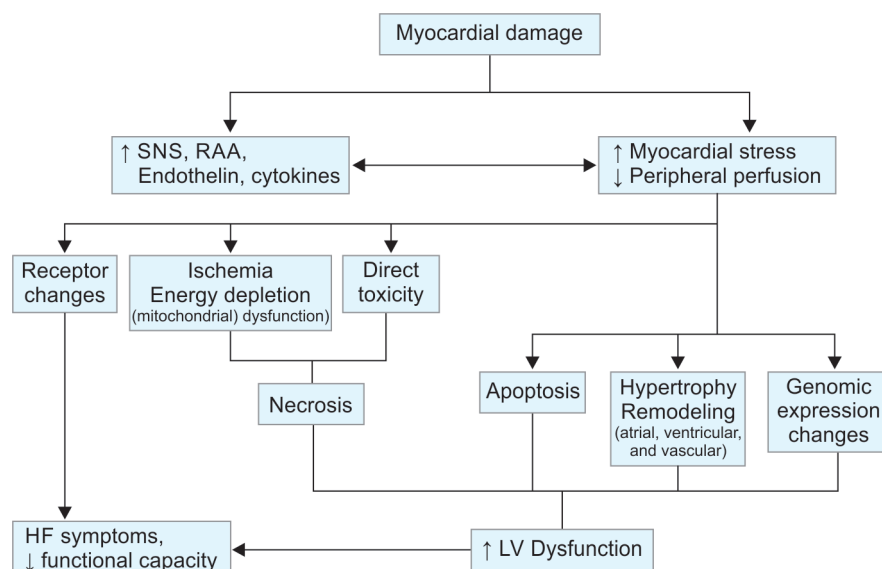 Myocardial damage
↑ SNS, RAA,
Endothelin, cytokines
↑ Myocardial stress
↓ Peripheral perfusion
Receptor
changes
Ischemia
Energy depletion
(mitochondrial) dysfunction)
Direct
toxicity
Necrosis
Apoptosis
Hypertrophy
Remodeling
(atrial, ventricular,
and vascular)
Genomic
expression
changes
HF symptoms,
↓ functional capacity
↑ LV Dysfunction